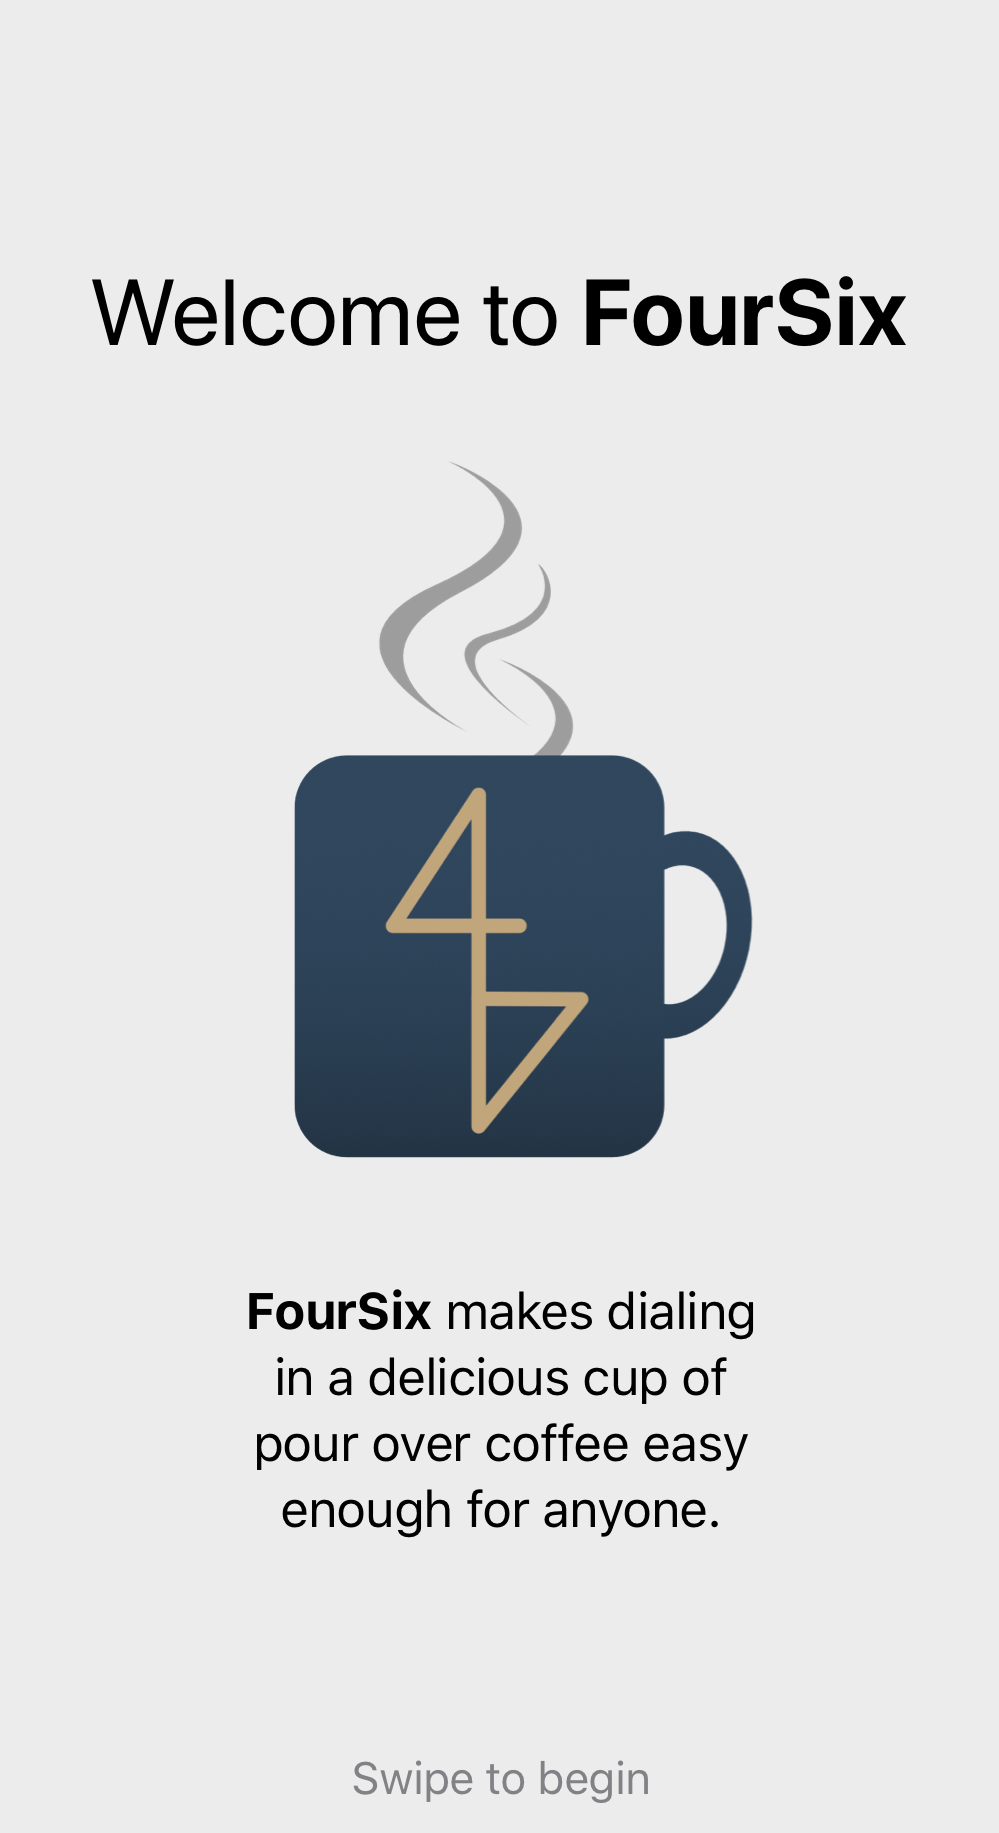 Welcome to FourSix
46
FourSix makes dialing
in a delicious cup of
pour over coffee easy
enough for anyone.
Swipe to begin